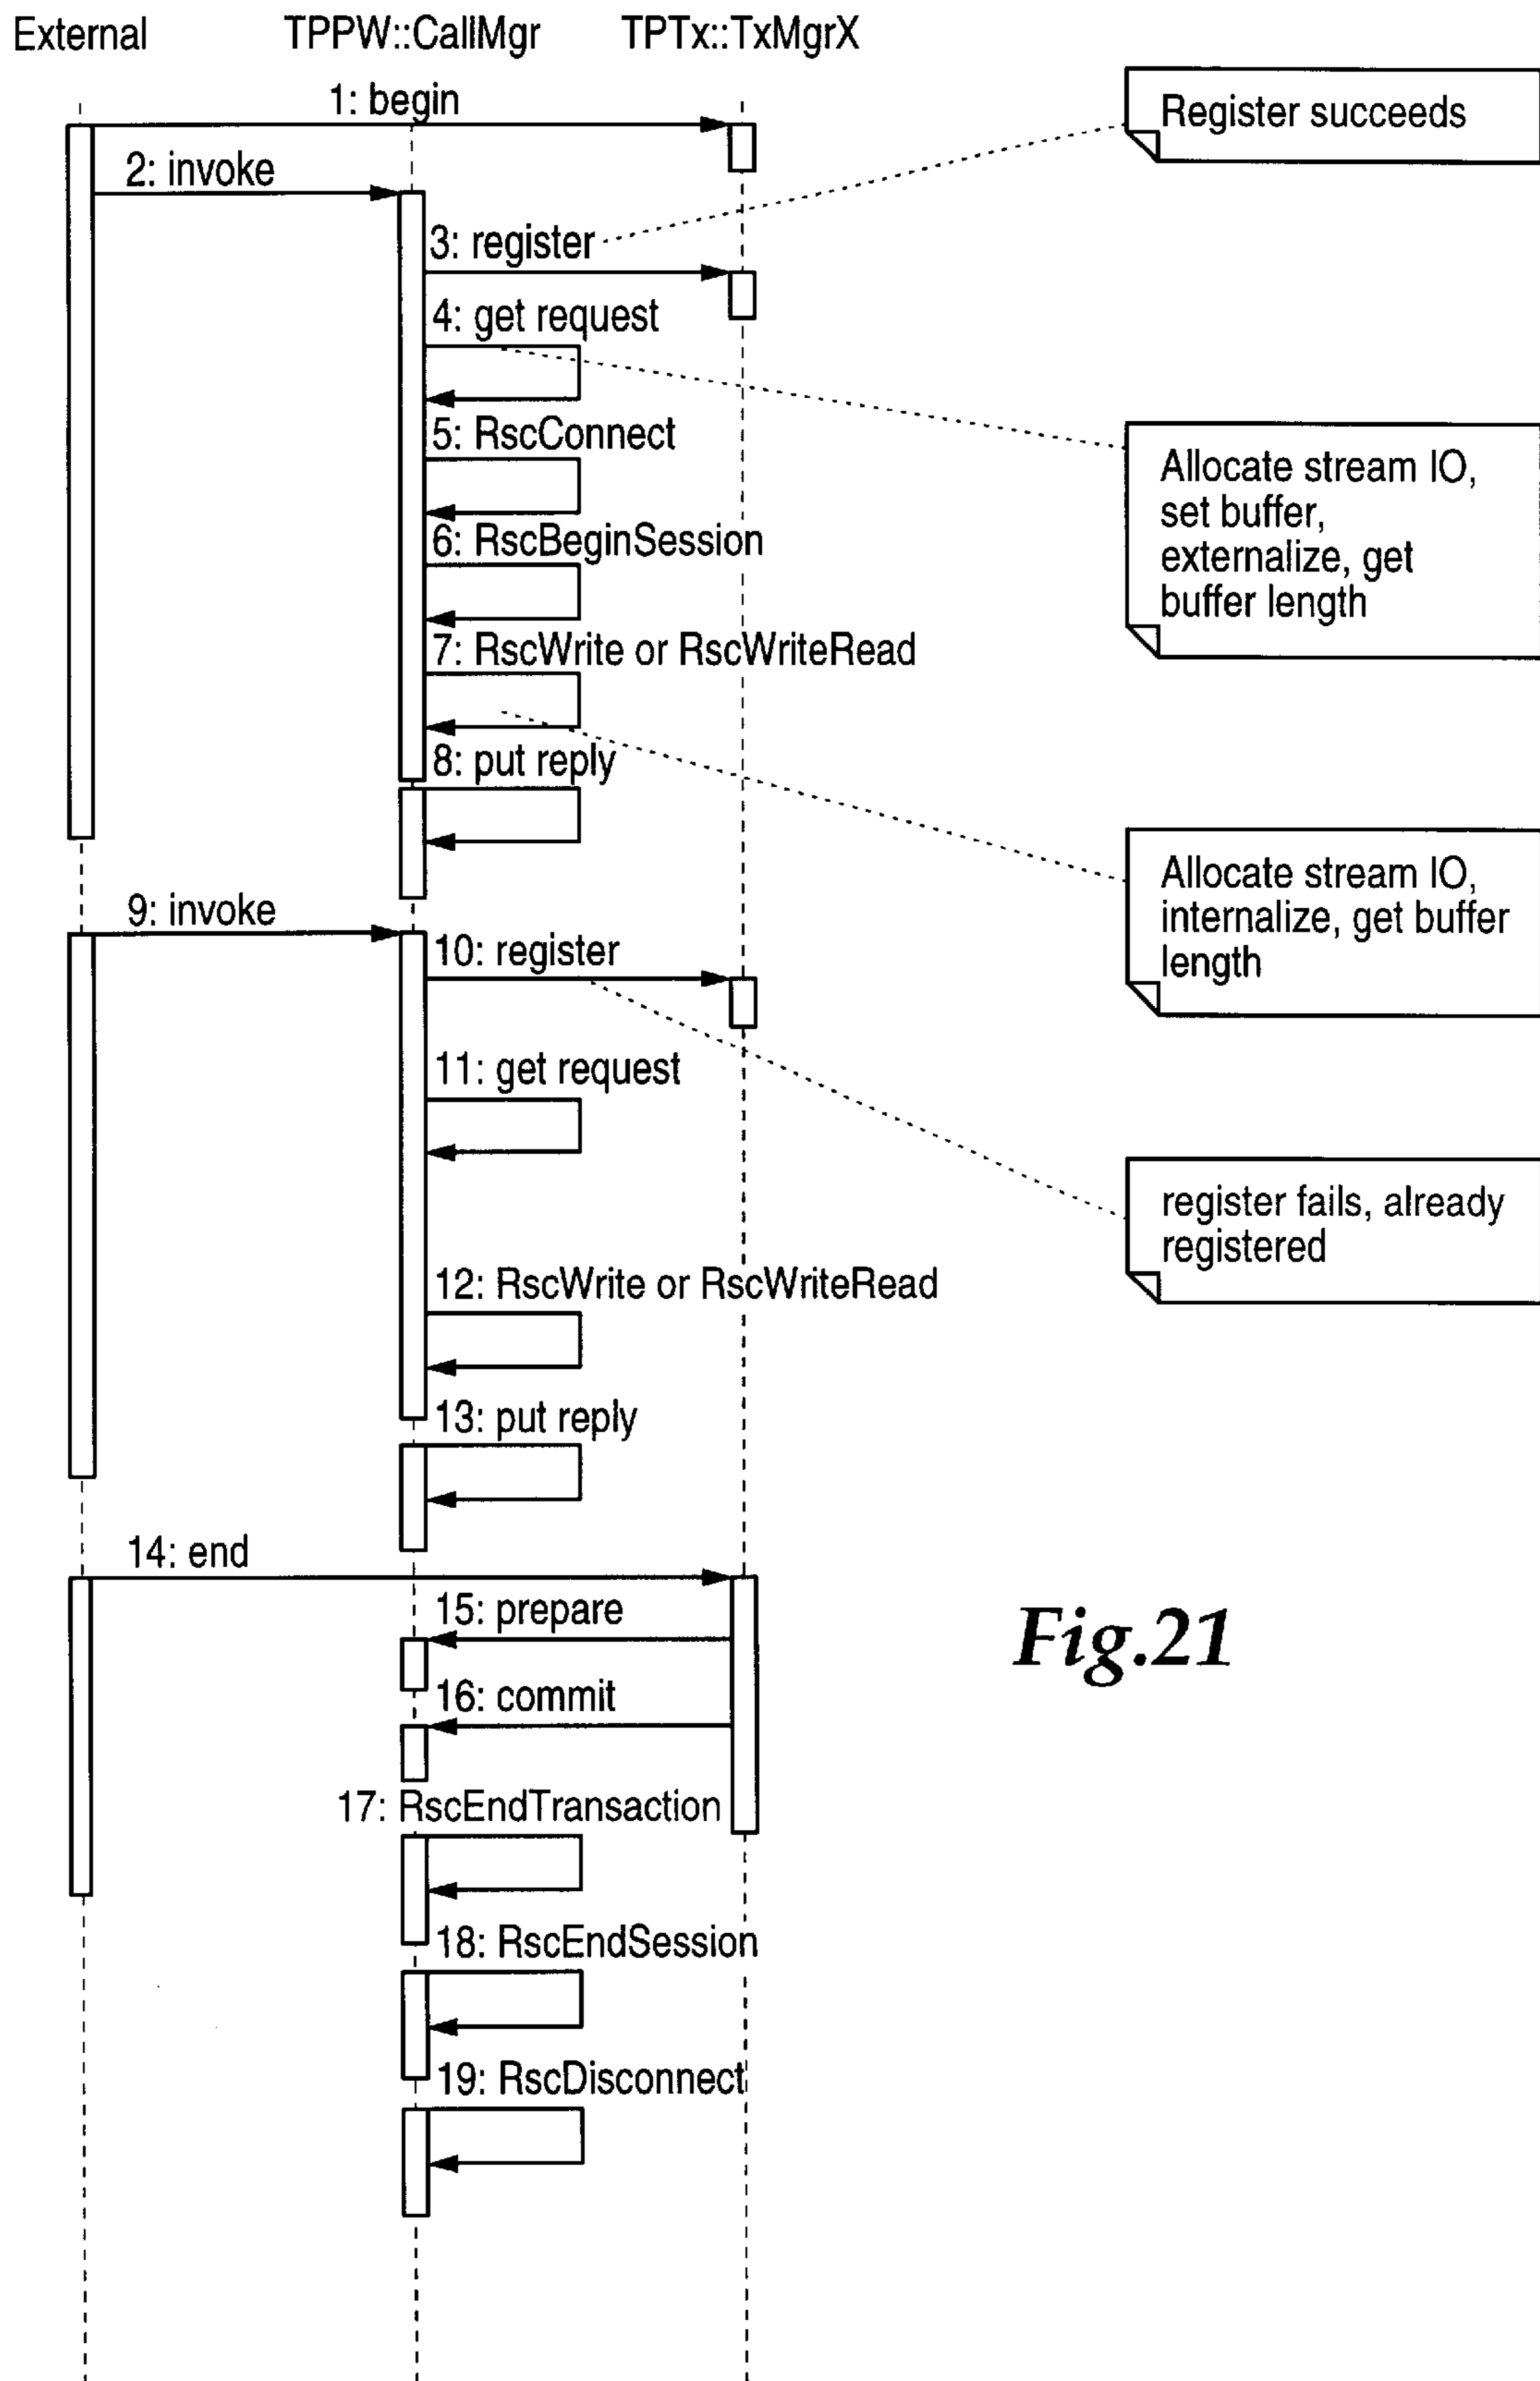 External
TPPW::CallMgr
TPTx::TxMgrX
1: begin
Register succeeds
2: invoke
3: register
4: get request
5: RscConnect
Allocate stream IO,
set buffer,
externalize, get
buffer length
6: RscBeginSession
7: RscWrite or RscWriteRead
8: put reply
Allocate stream IO,
internalize, get buffer
length
9: invoke
10: register
11: get request
register fails, already
registered
12: RscWrite or RscWriteRead
13: put reply
14: end
15: prepare
Fig.21
16: commit
17: RscEndTransaction
18: RscEndSession
19: RscDisconnect